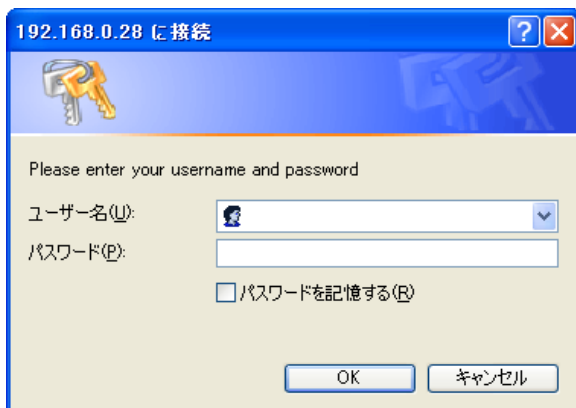 192.168.0.28 に接続
Please enter your username and password
ユーザー名(U):
パスワード(P):
パスワードを記憶する(R)
OK キャンセル